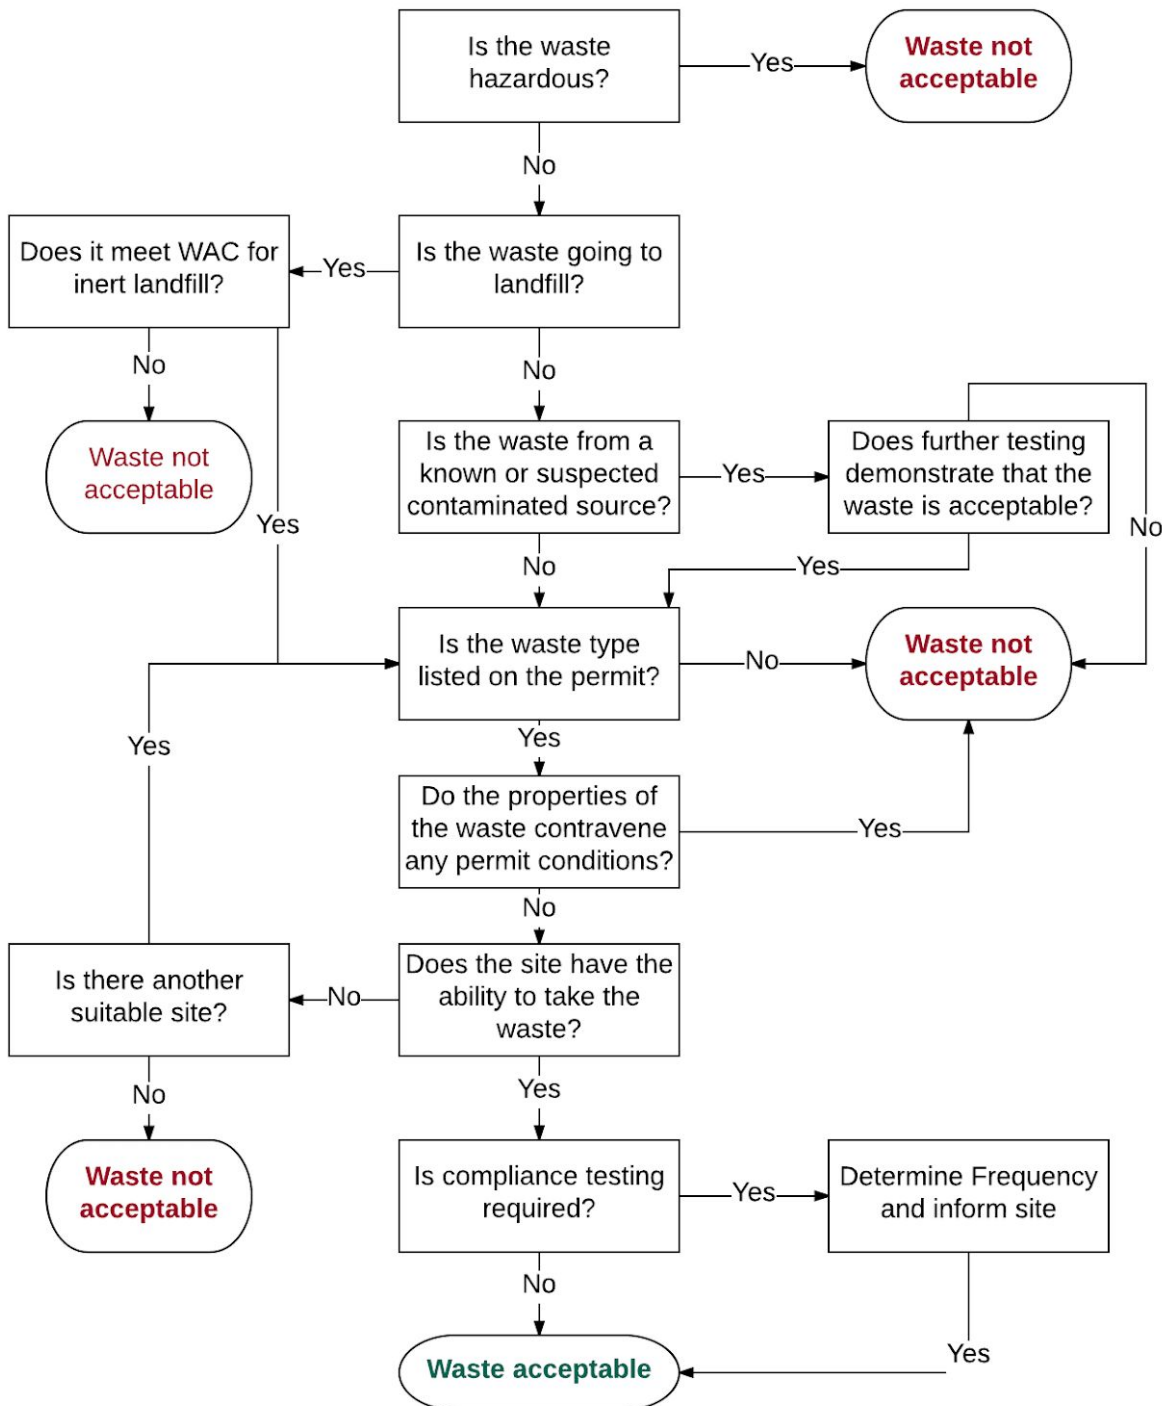 Is the waste
hazardous?
Yes
Waste not
acceptable
No
Does it meet WAC for
inert landfill?
Yes
Is the waste going to
landfill?
No
Waste not
acceptable
Yes
No
Is the waste from a
known or suspected
contaminated source?
Yes
Does further testing
demonstrate that the
waste is acceptable?
No
No
Yes
Is the waste type
listed on the permit?
No
Waste not
acceptable
Yes
Yes
Do the properties of
the waste contravene
any permit conditions?
Yes
No
Is there another
suitable site?
No
Does the site have the
ability to take the
waste?
No
Waste not
acceptable
Yes
Is compliance testing
required?
Yes
Determine Frequency
and inform site
No
Yes
Waste acceptable